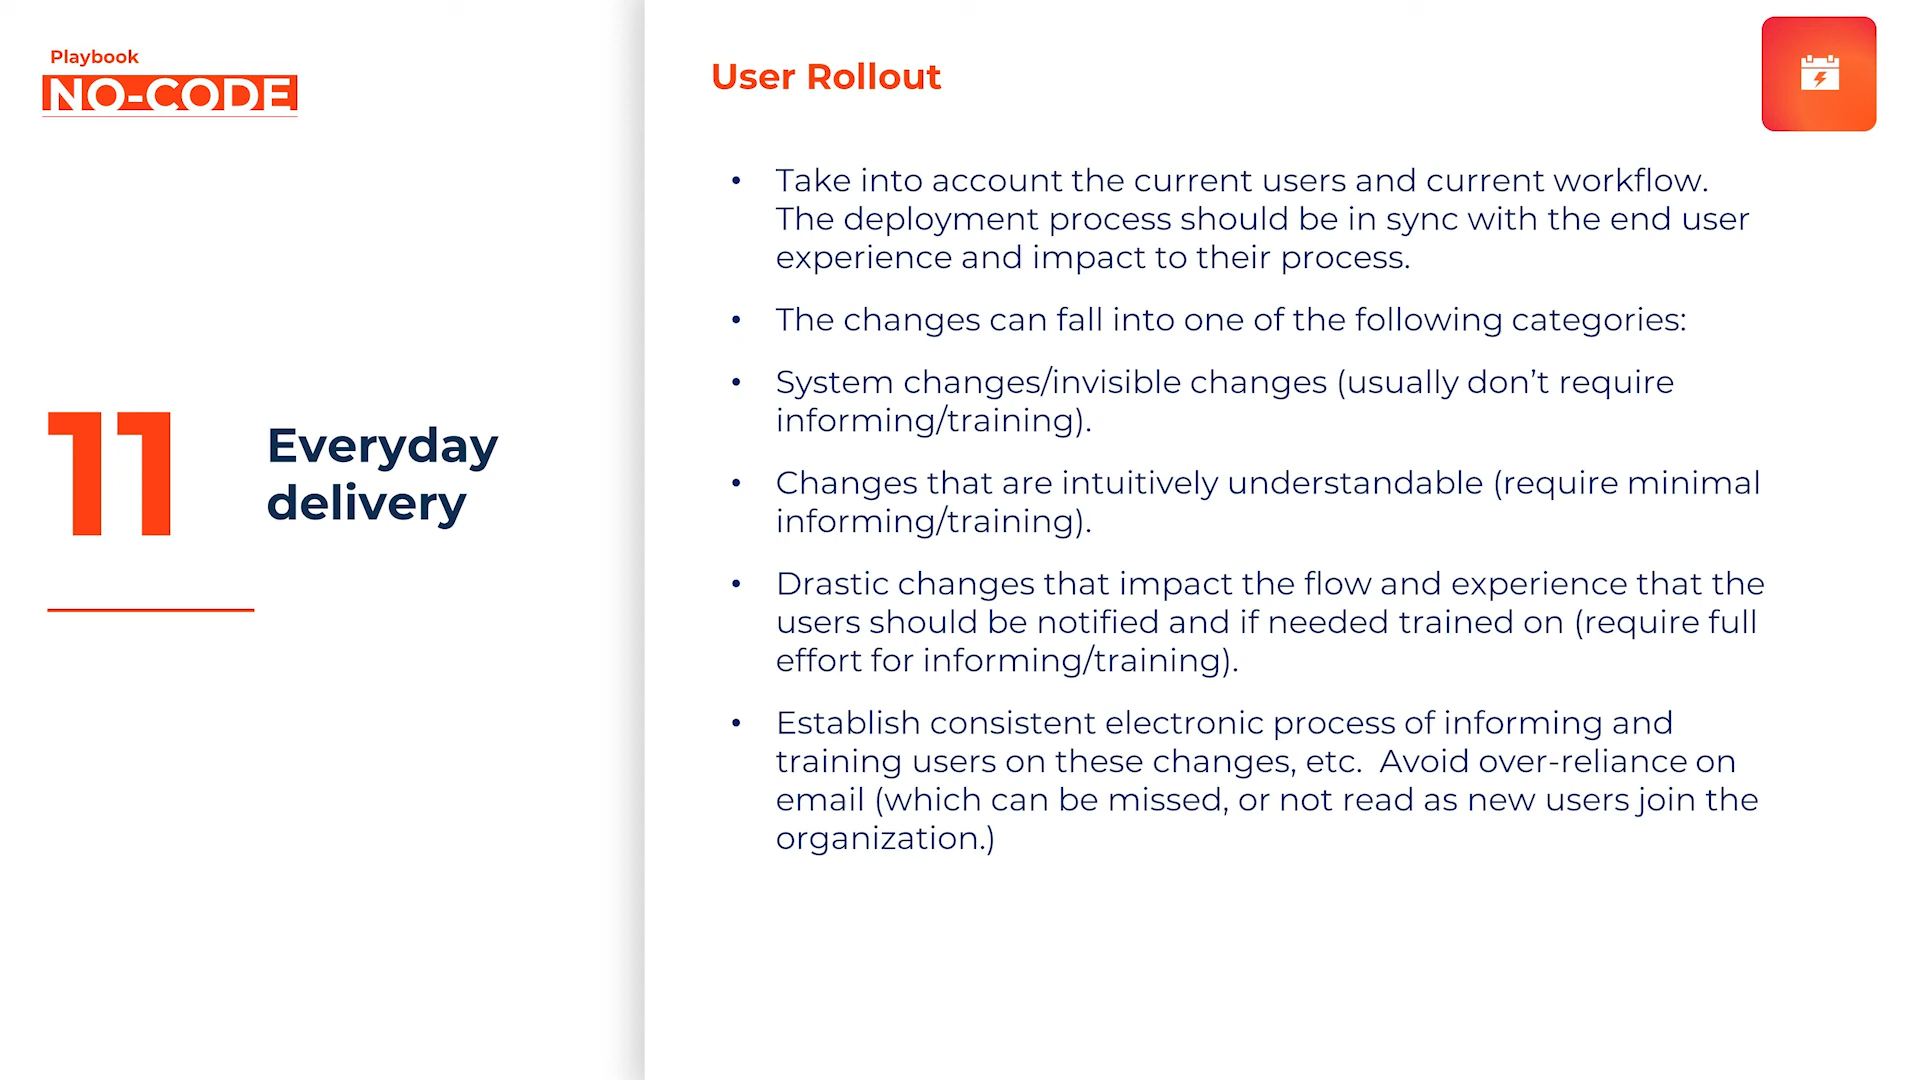 Playbook
NO-CODE
11
Everyday
delivery
User Rollout
• Take into account the current users and current workflow.
The deployment process should be in sync with the end user
experience and impact to their process.
• The changes can fall into one of the following categories:
• System changes/invisible changes (usually don’t require
informing/training).
• Changes that are intuitively understandable (require minimal
informing/training).
• Drastic changes that impact the flow and experience that the
users should be notified and if needed trained on (require full
effort for informing/training).
• Establish consistent electronic process of informing and
training users on these changes, etc.  Avoid over-reliance on
email (which can be missed, or not read as new users join the
organization.)